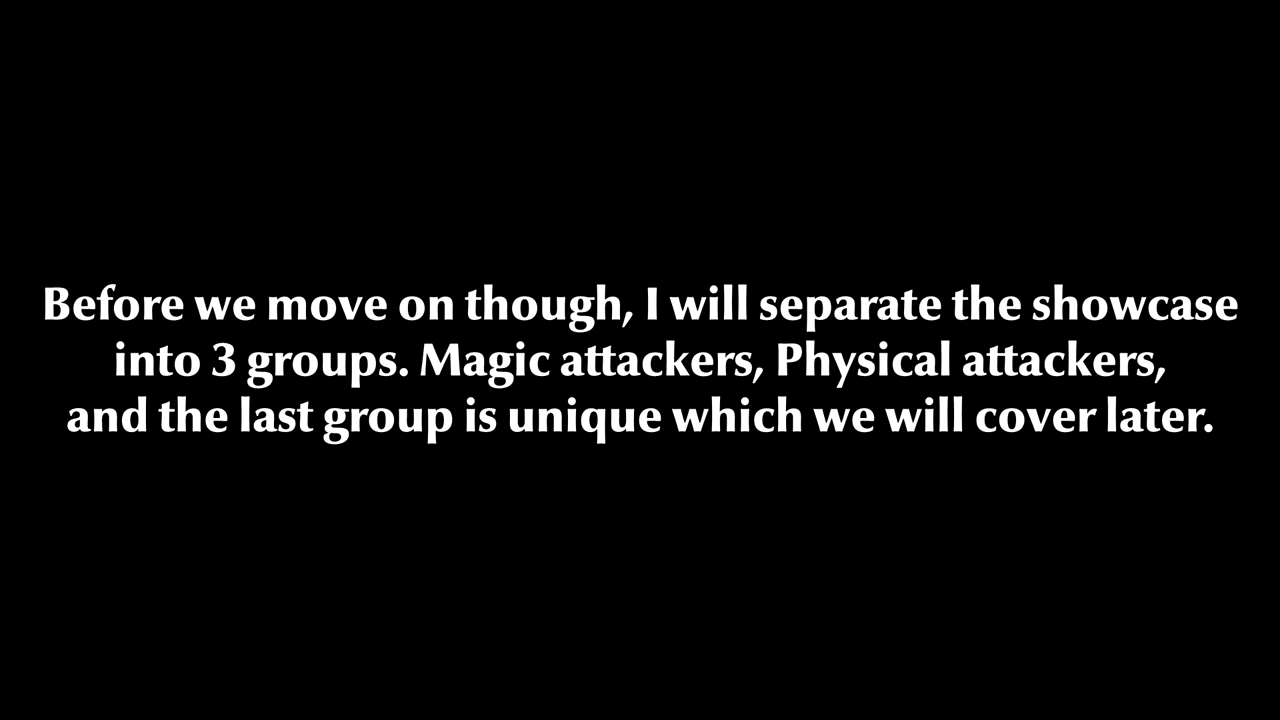 Before we move on though, I will separate the showcase
into 3 groups. Magic attackers, Physical attackers,
and the last group is unique which we will cover later.